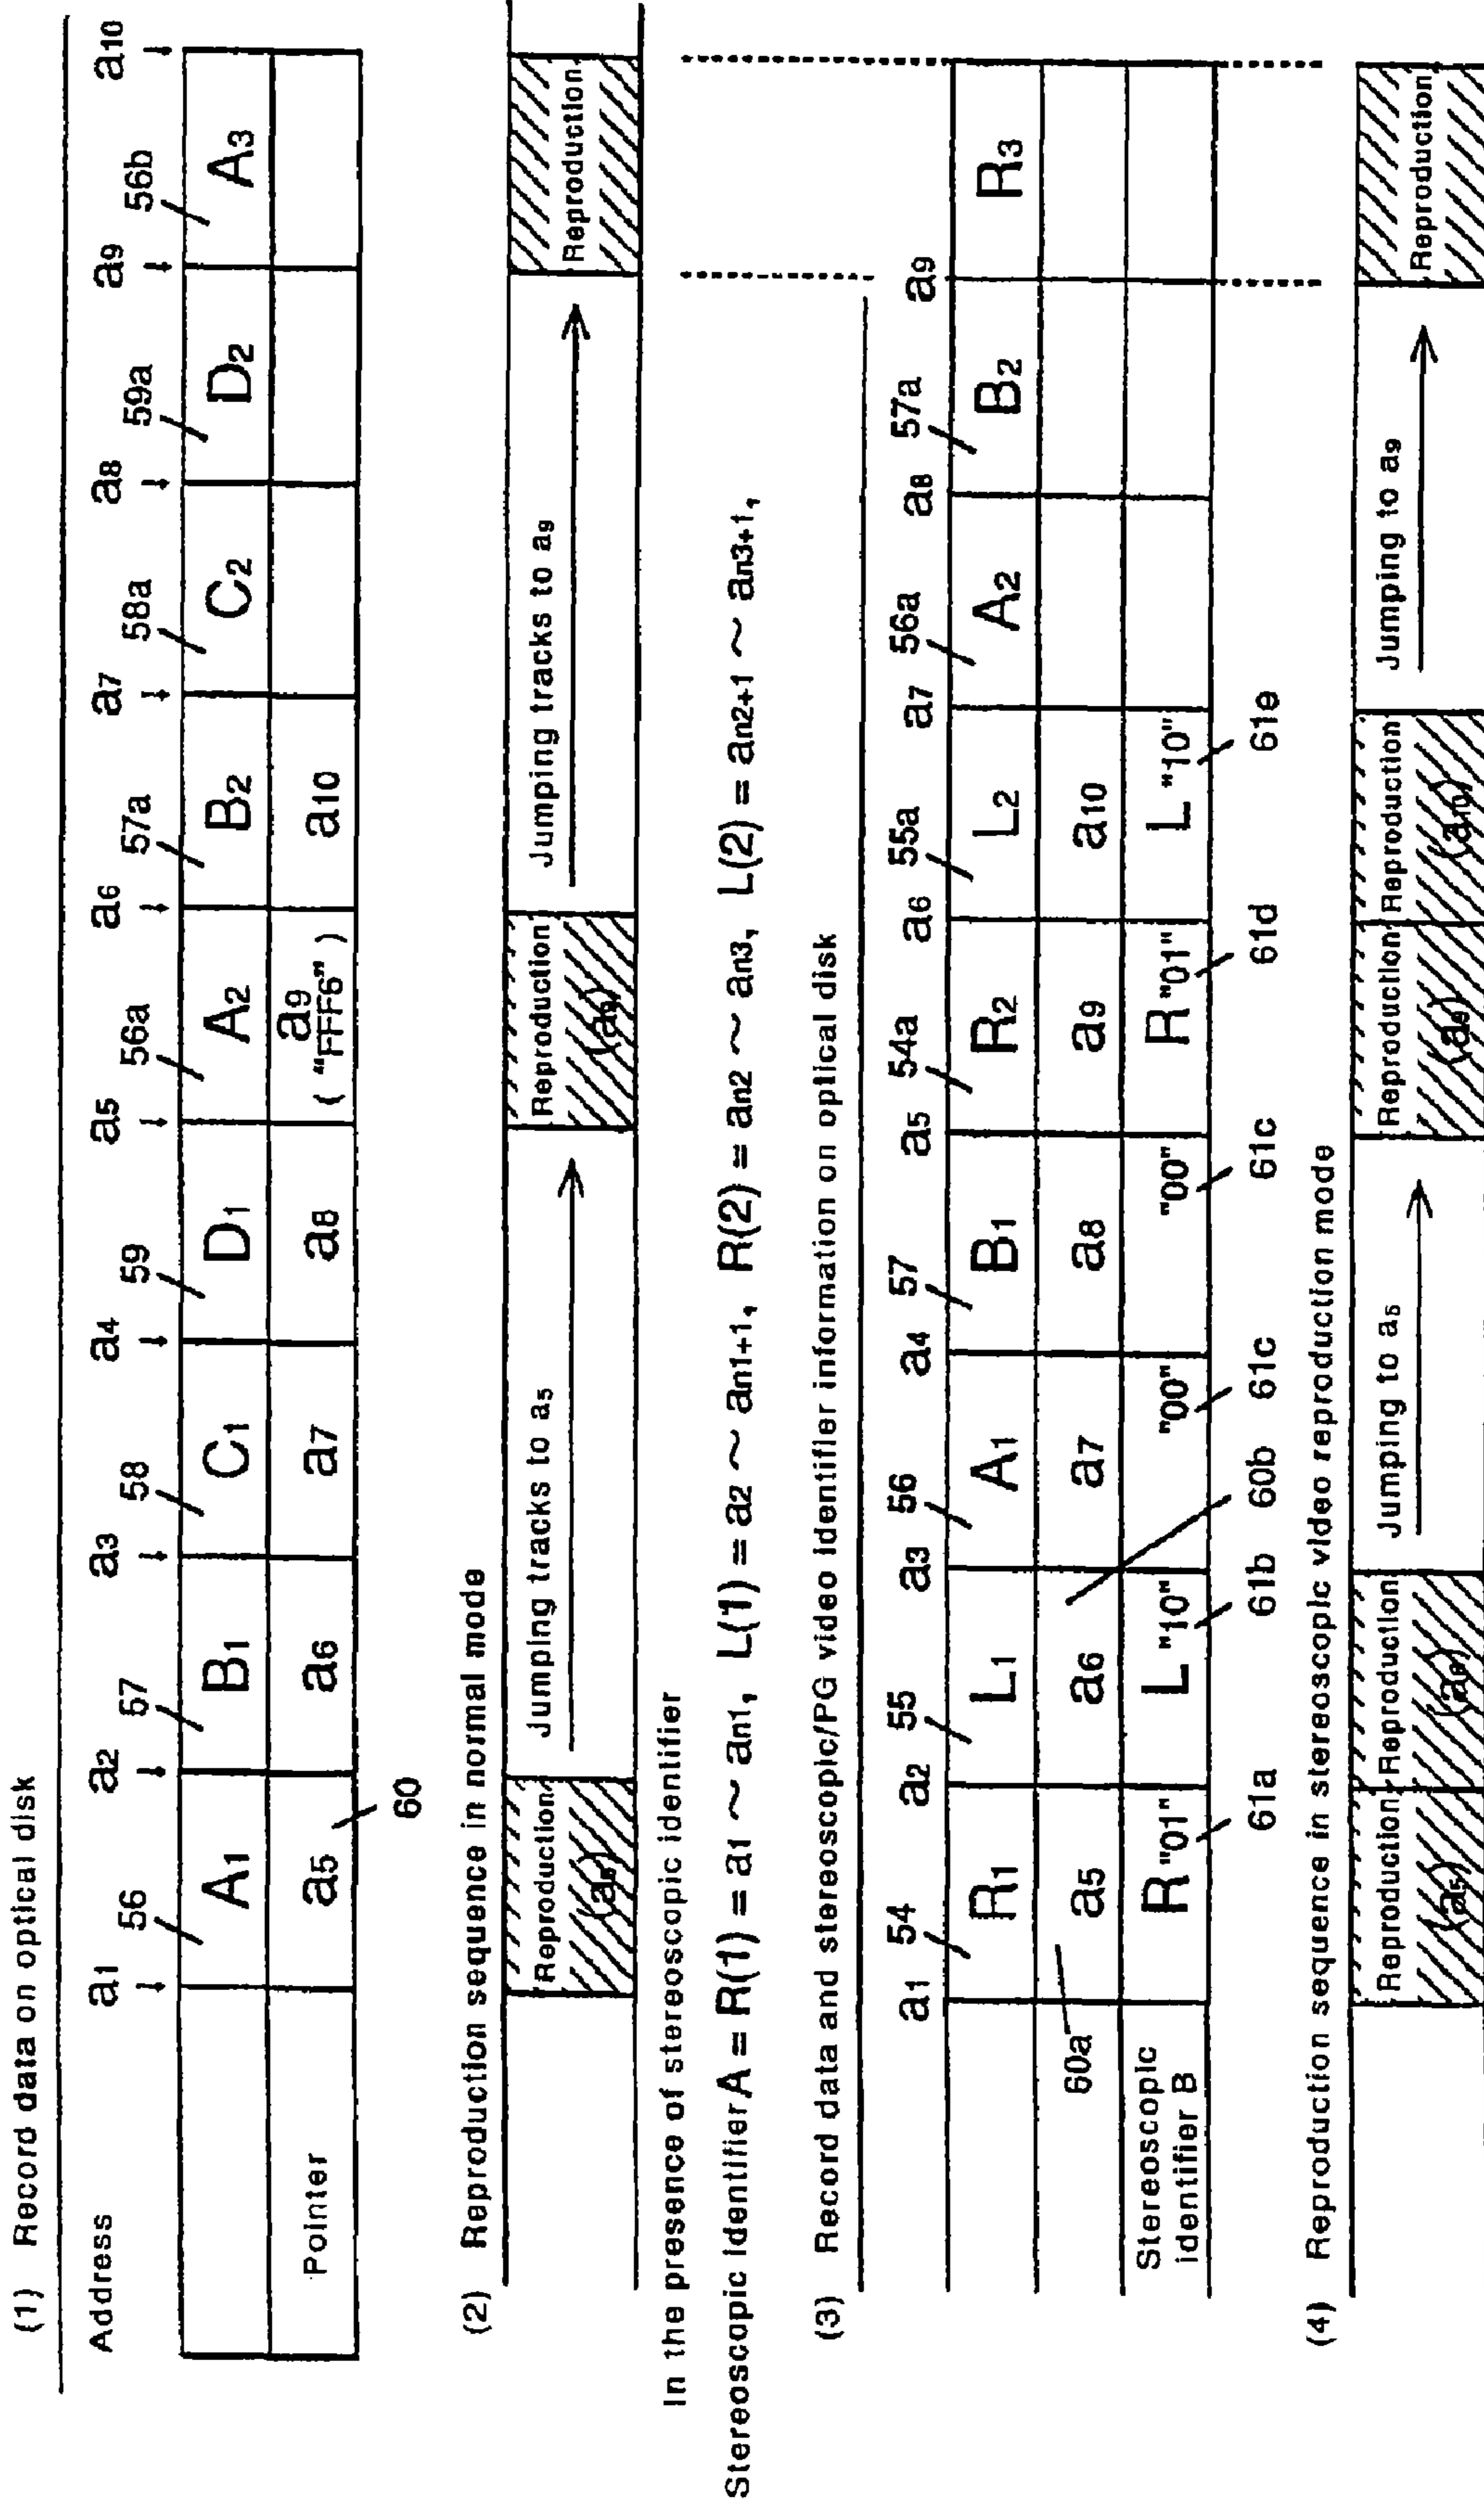 (1) Record data on optical disk
Address a1 a2 a3 a4 a5 a6 a7 a8 a9 a10
56 57 58 59 56a 57a 58a 59a 56b
A1 B1 C1 D1 A2 B2 C2 D2 A3
Pointer a5 a6 a7 a8 a9 ("FFF6") a10
60
(2) Reproduction sequence in normal mode
Reproduction (a5) Jumping tracks to a5 Reproduction (a9) Jumping tracks to a9 Reproduction
In the presence of stereoscopic identifier
Stereoscopic identifier A = R(1) = a1 ~ an1, L(1) = a2 ~ an1+1, R(2) = an2 ~ an3, L(2) = an2+1 ~ an3+1,
(3) Record data and stereoscopic/PG video identifier information on optical disk
a1 54 a2 55 a3 56 a4 57 a5 54a a6 55a a7 56a a8 57a a9
R1 L1 A1 B1 R2 L2 A2 B2 R3
60a a5 a6 a7 a8 a9 a10
Stereoscopic identifier B R "01" L "10" "00" "00" R "01" L "10"
61a 61b 60b 61c 61c 61d 61e
(4) Reproduction sequence in stereoscopic video reproduction mode
Reproduction (a5) Reproduction Jumping to a5 Reproduction (a9) Reproduction Jumping to a9 Reproduction